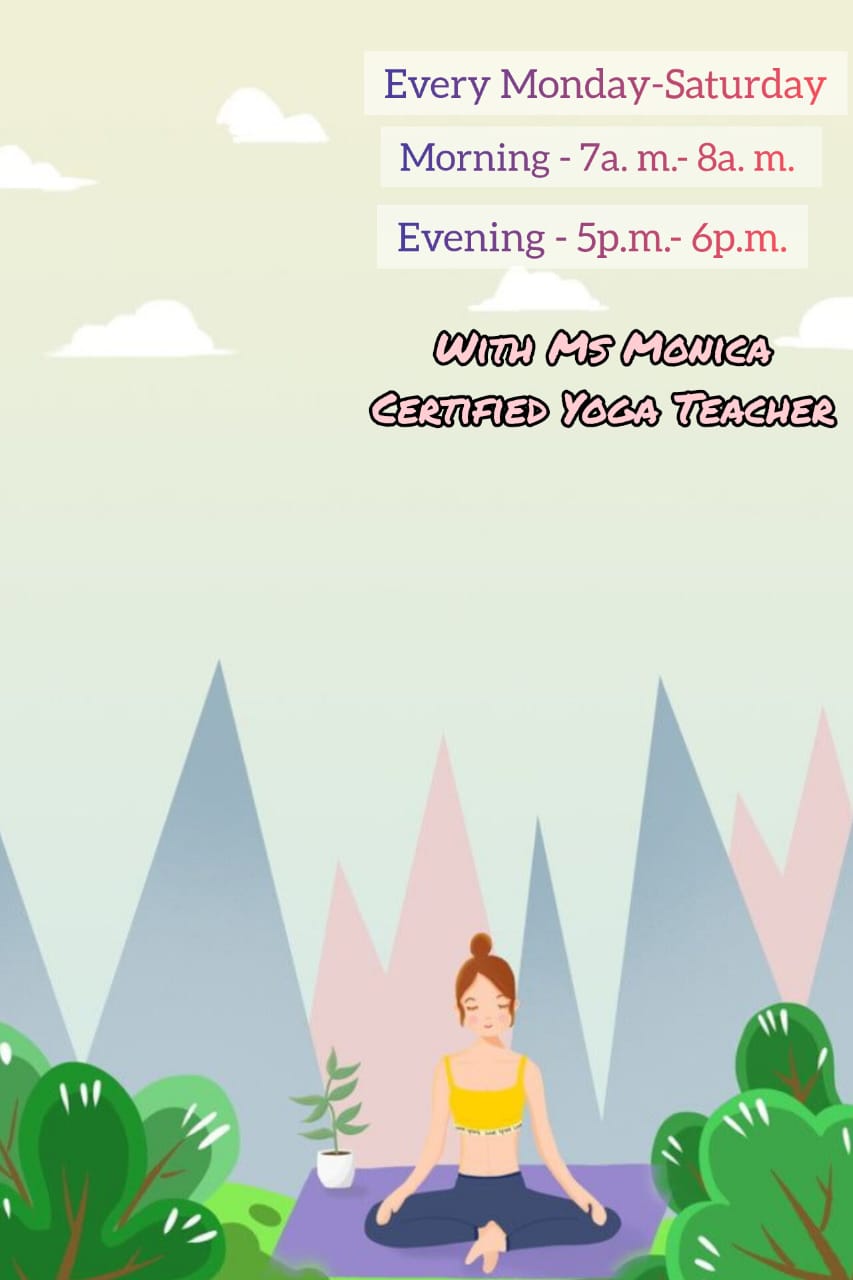 Every Monday-Saturday
Morning - 7a. m.- 8a. m.
Evening - 5p.m.- 6p.m.
With Ms Monica
Certified Yoga Teacher